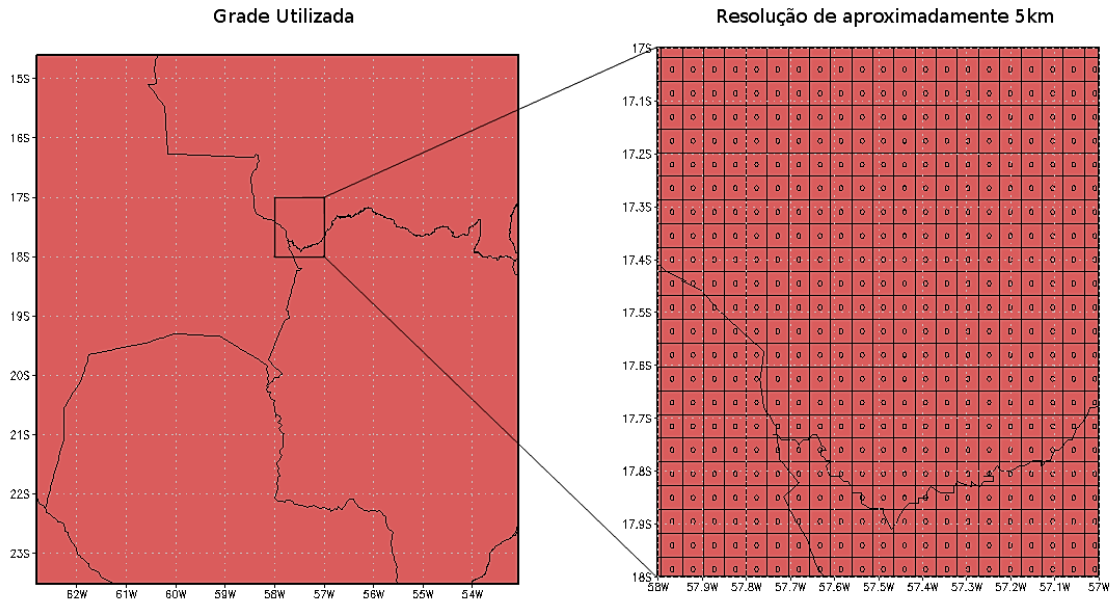 Grade Utilizada
Resolução de aproximadamente 5km
15S
16S
17S
18S
19S
20S
21S
22S
23S
62W
61W
60W
59W
58W
57W
56W
55W
54W
17S
17.1S
17.2S
17.3S
17.4S
17.5S
17.6S
17.7S
17.8S
17.9S
18S
58W
57.9W
57.8W
57.7W
57.6W
57.5W
57.4W
57.3W
57.2W
57.1W
57W